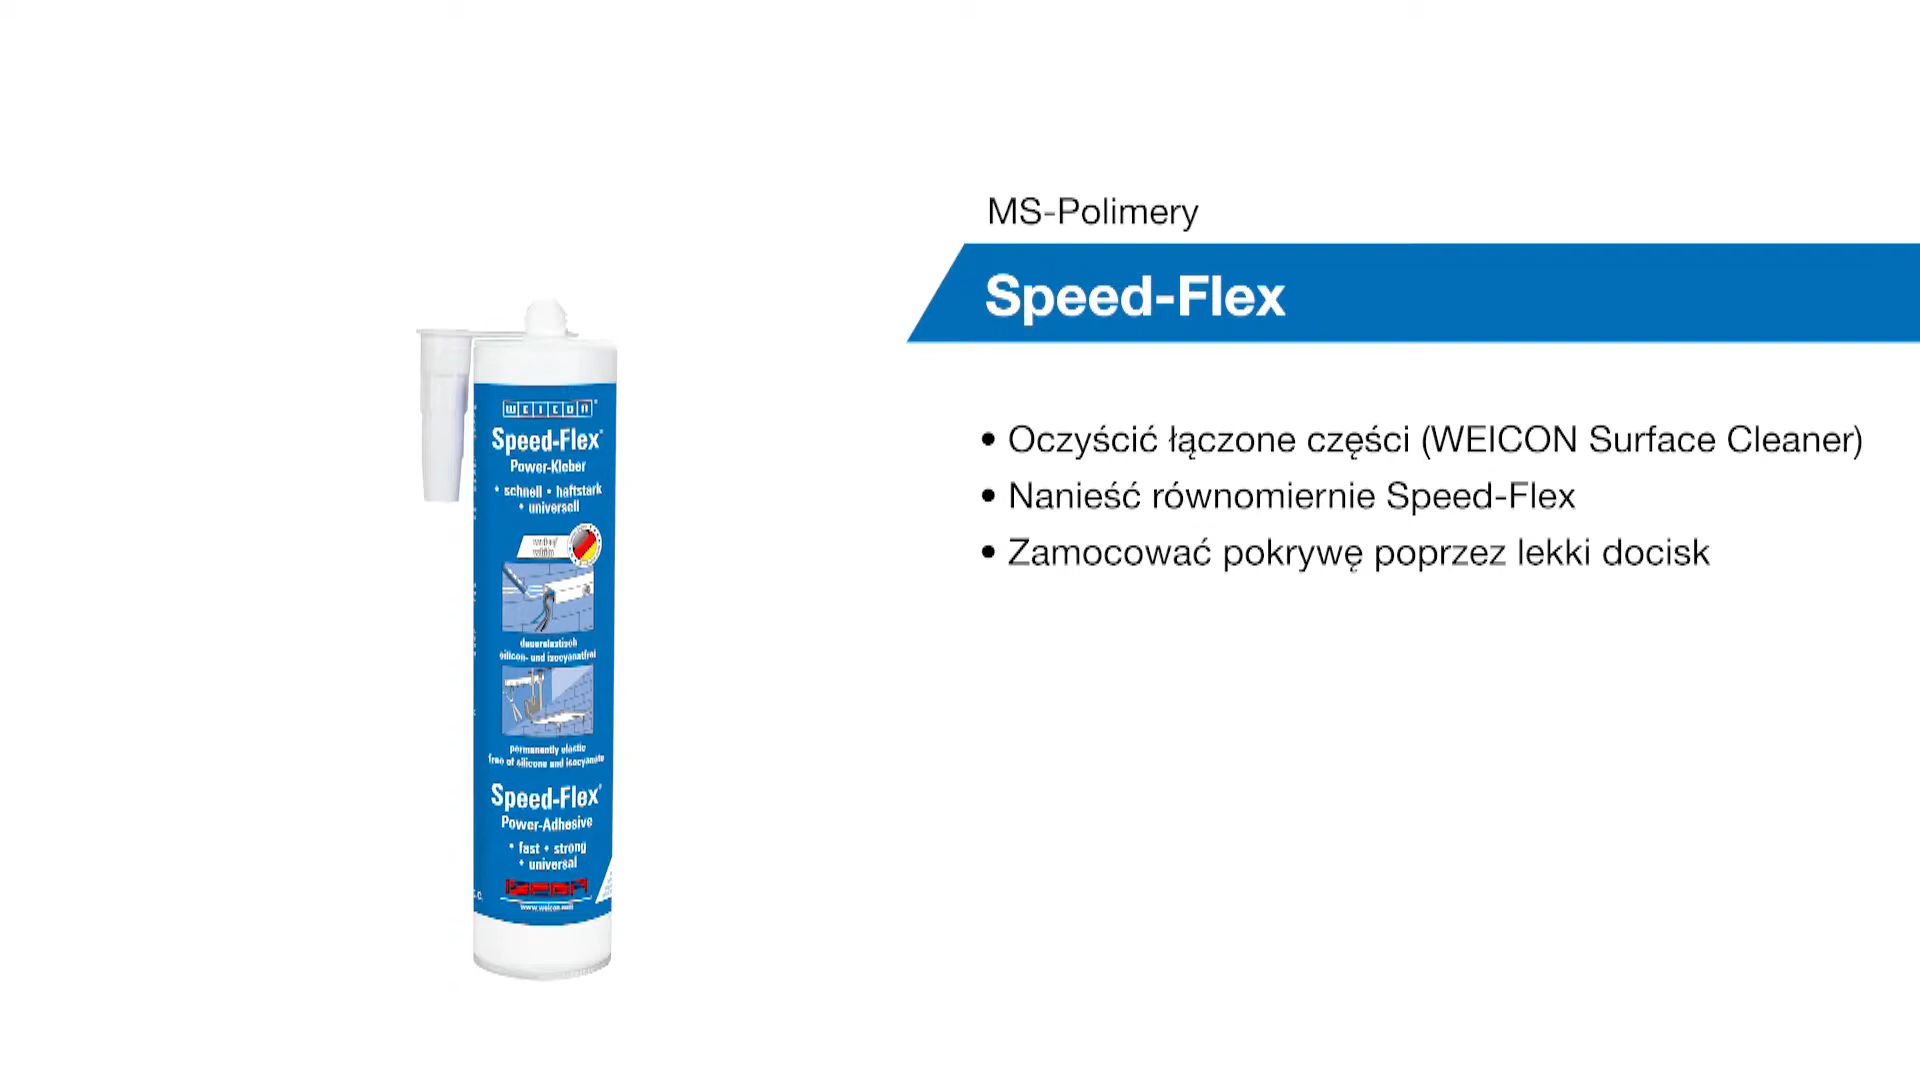 MS-Polimery
Speed-Flex
• Oczyścić łączone części (WEICON Surface Cleaner)
• Nanieść równomiernie Speed-Flex
• Zamocować pokrywę poprzez lekki docisk
WEICON
Speed-Flex®
Power-Kleber
• schnell • haftstark
• universell
dauerelastisch
silicon- und isocyanatfrei
permanently elastic
free of silicone and isocyanate
Speed-Flex®
Power-Adhesive
• fast • strong
• universal